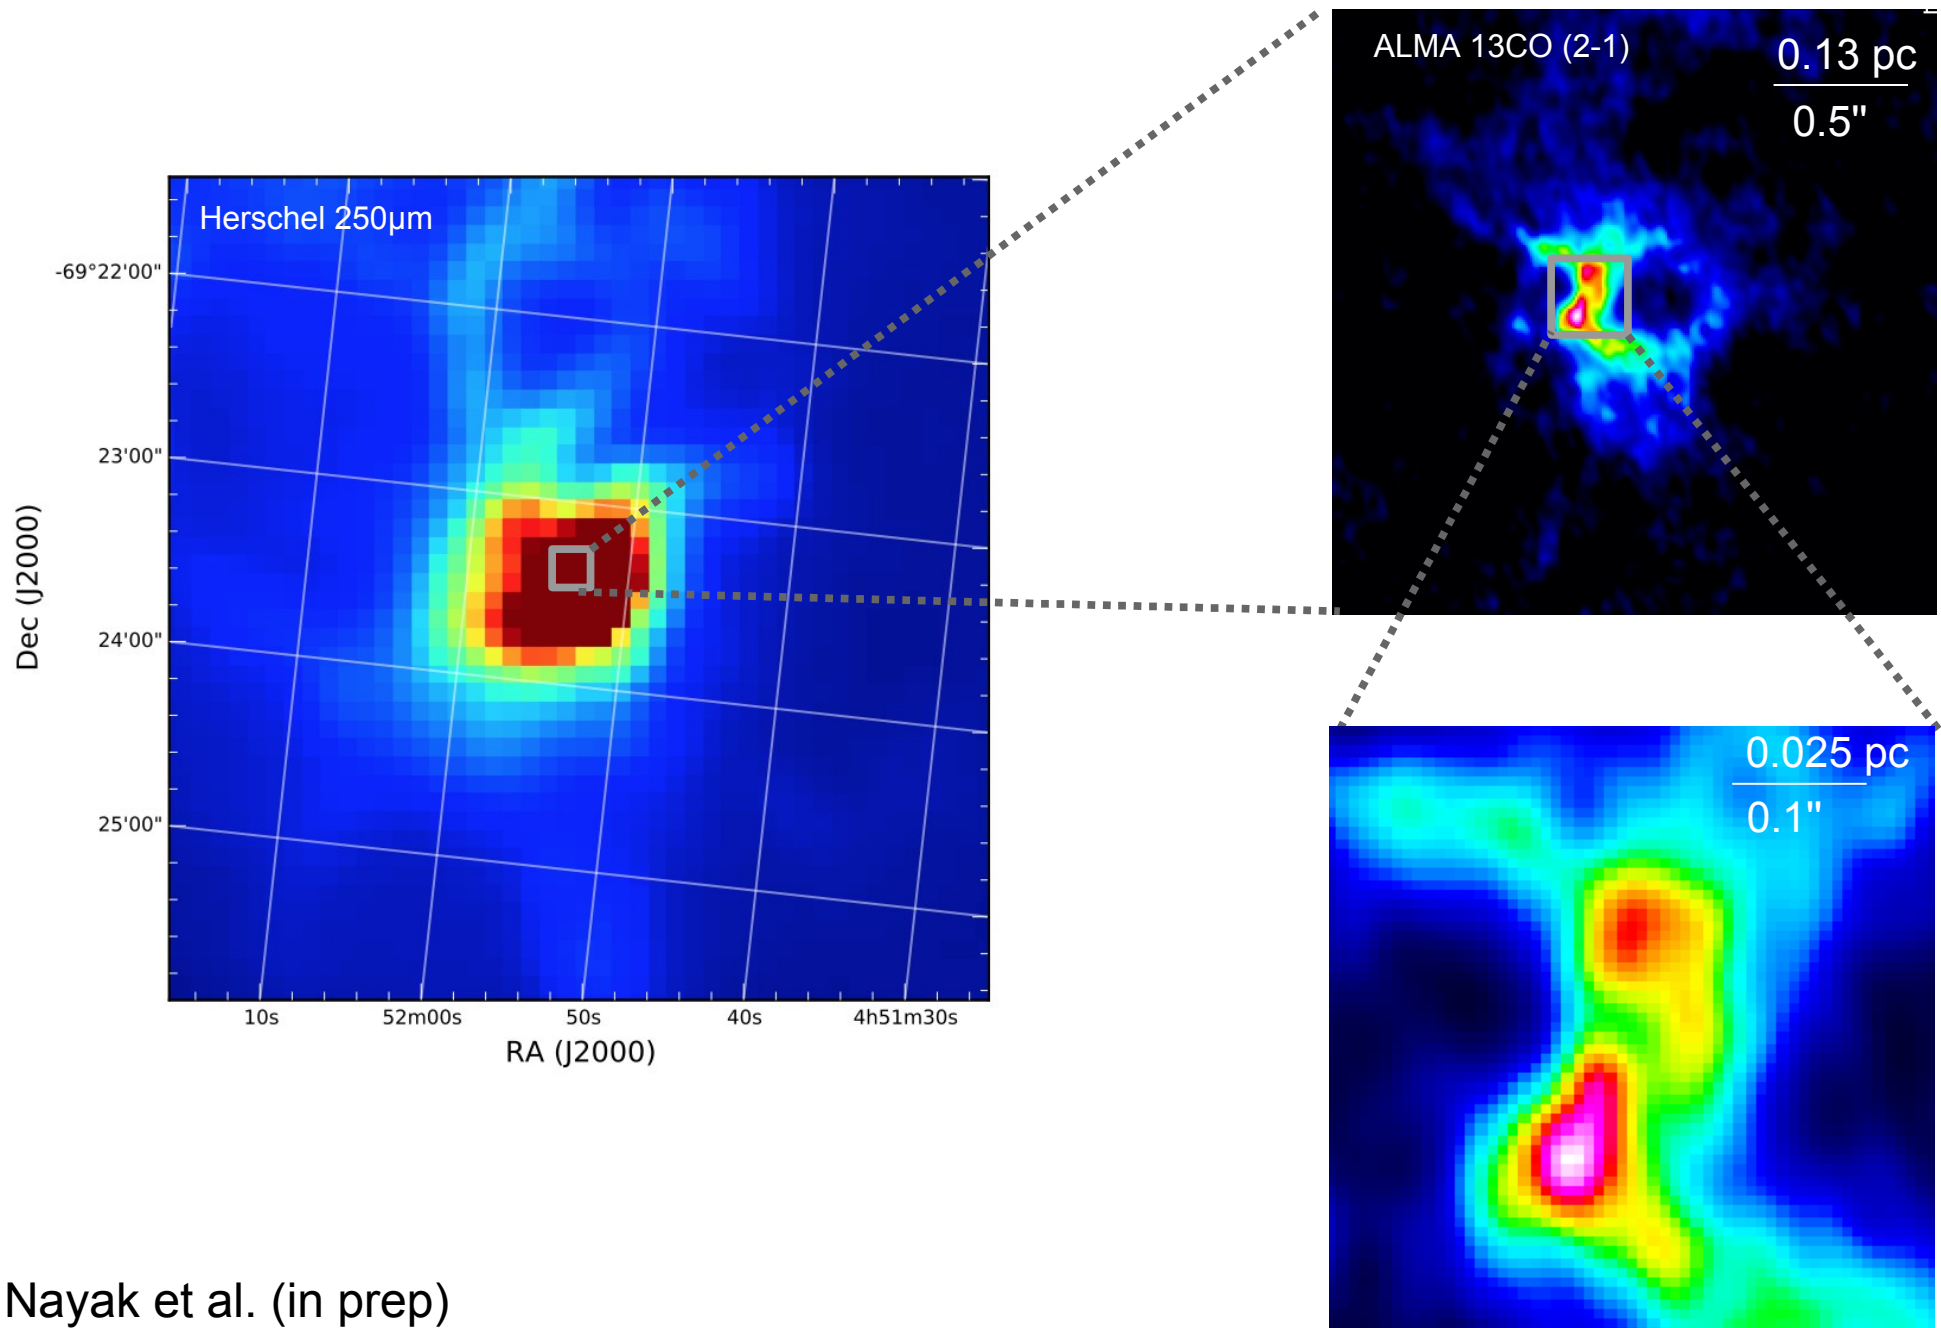 ALMA 13CO (2-1)
0.13 pc
0.5"
Herschel 250µm
-69°22'00"
23'00"
24'00"
25'00"
Dec (J2000)
10s
52m00s
50s
40s
4h51m30s
RA (J2000)
0.025 pc
0.1"
Nayak et al. (in prep)